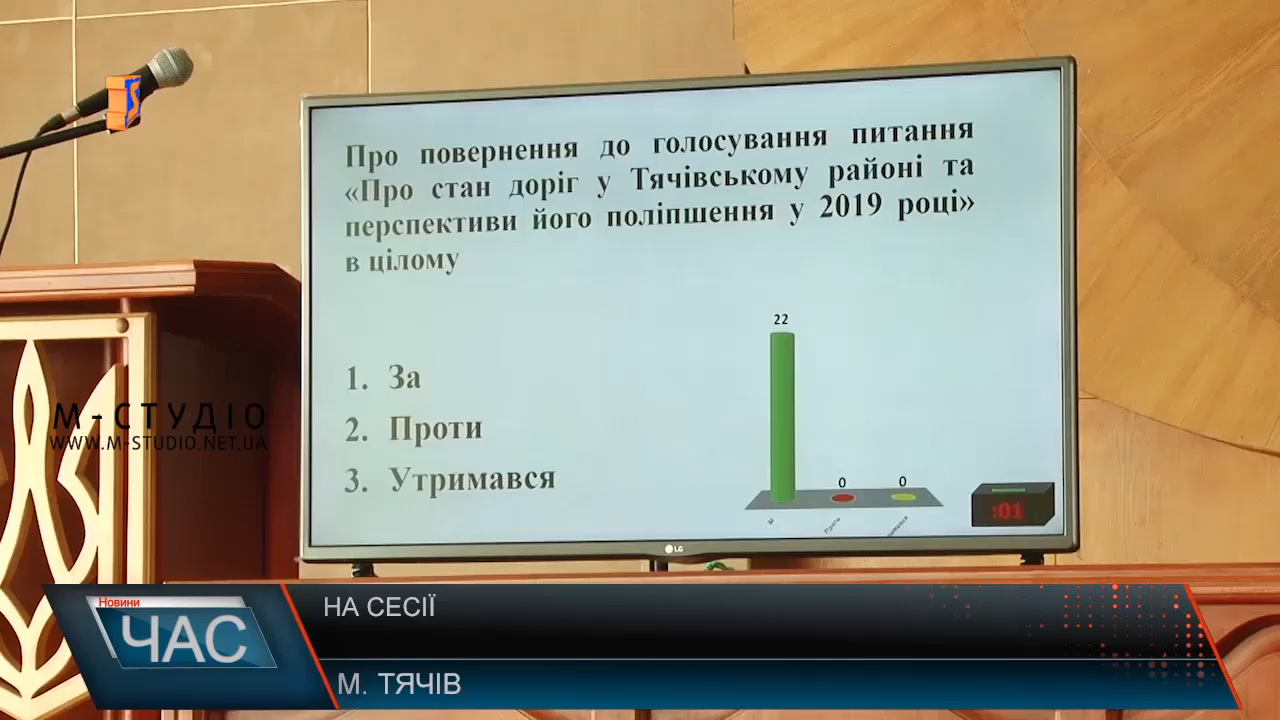 Про повернення до голосування питання
«Про стан доріг у Тячівському районі та
перспективи його поліпшення у 2019 році»
в цілому
22
1. За
0
0
2. Проти
3. Утримався
:01
За
Проти
LG
М-СТУДІО
WWW.M-STUDIO.NET.UA
Новини
ЧАС
НА СЕСІЇ
М. ТЯЧІВ